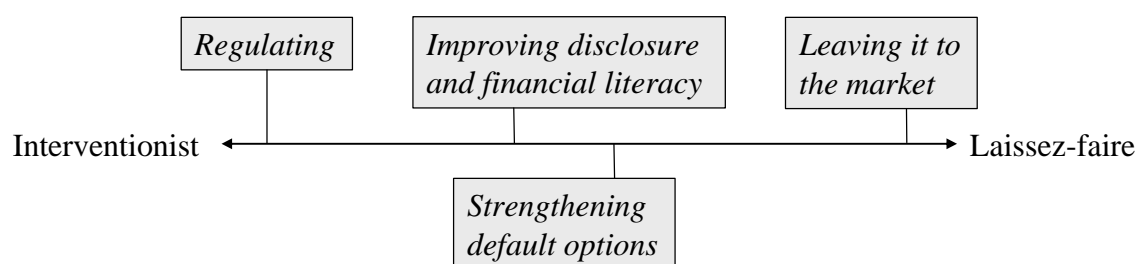 Regulating
Improving disclosure
and financial literacy
Leaving it to
the market
Interventionist
Laissez-faire
Strengthening
default options